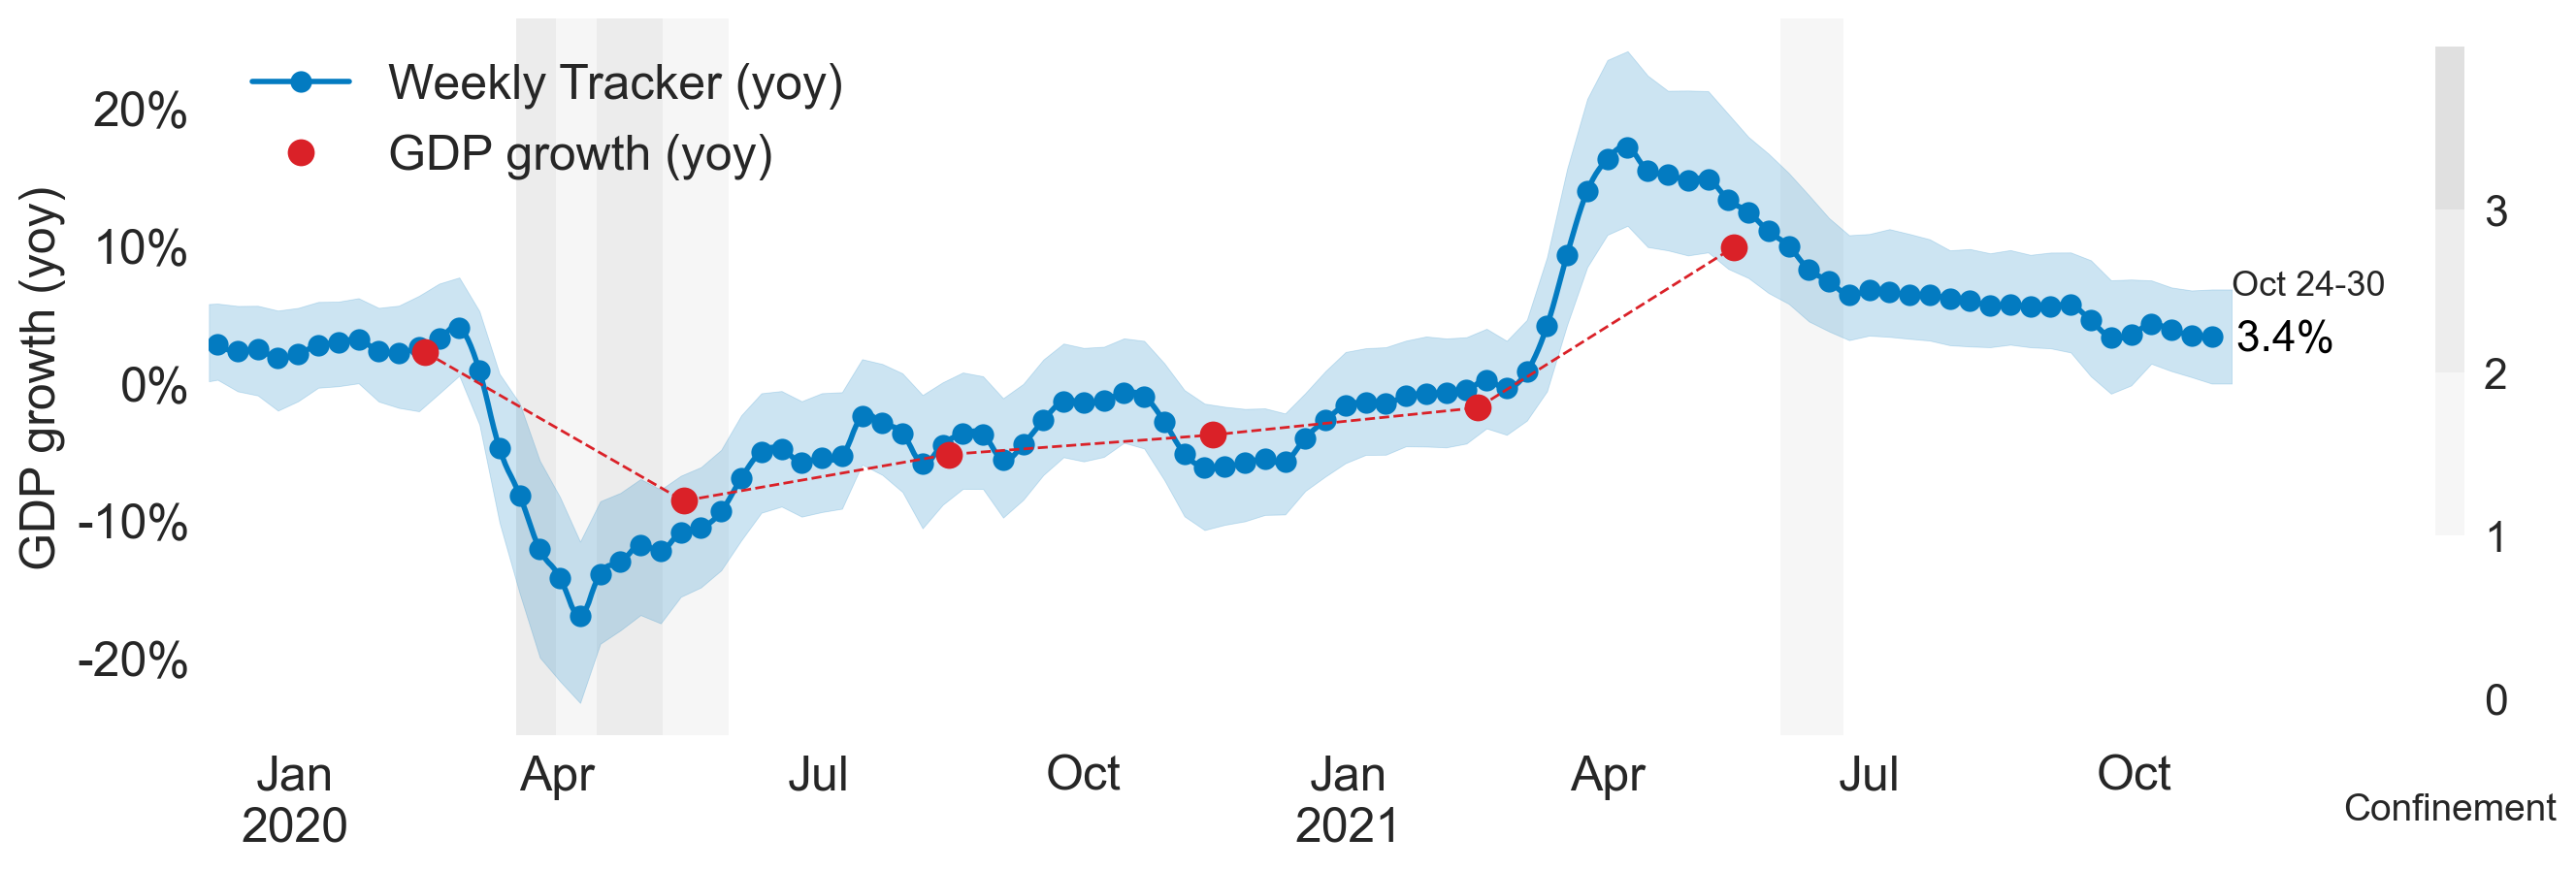 Weekly Tracker (yoy)
GDP growth (yoy)
GDP growth (yoy)
20%
10%
0%
-10%
-20%
Oct 24-30
3.4%
3
2
1
0
Jan Apr Jul Oct Jan Apr Jul Oct
2020 2021
Confinement